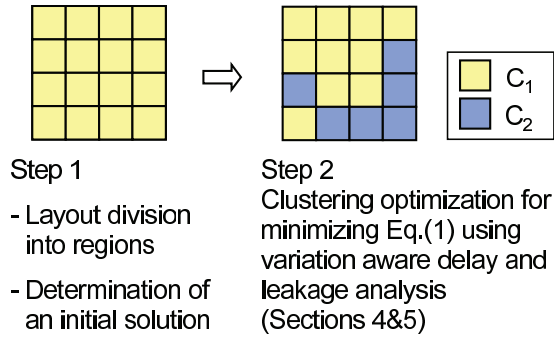 C1
C2
Step 1
- Layout division
into regions
- Determination of
an initial solution
Step 2
Clustering optimization for
minimizing Eq.(1) using
variation aware delay and
leakage analysis
(Sections 4&5)